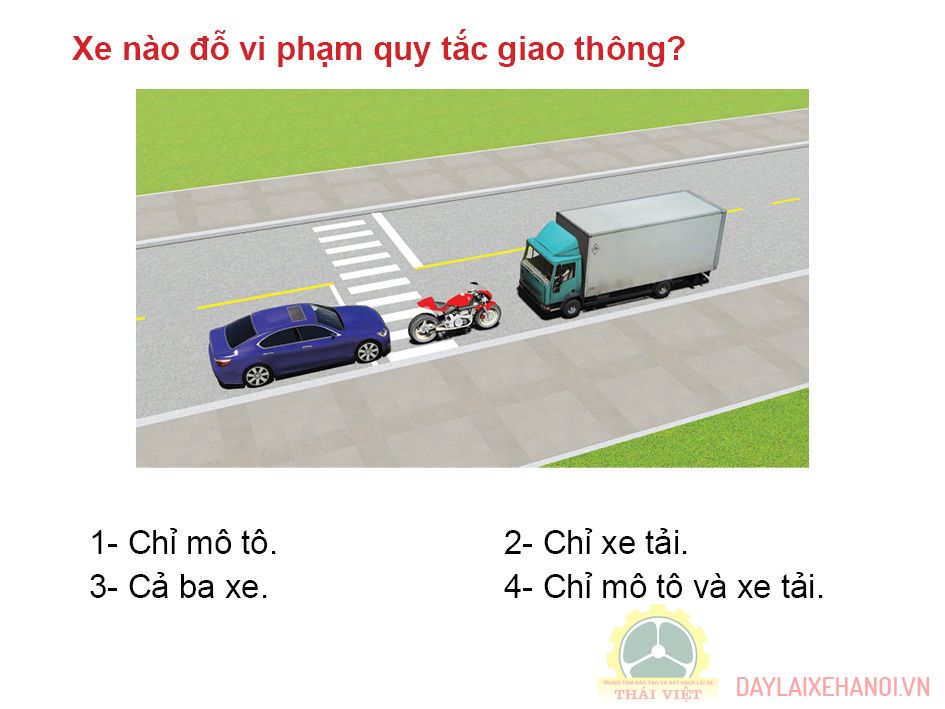 Xe nào đỗ vi phạm quy tắc giao thông?
1- Chỉ mô tô.
2- Chỉ xe tải.
3- Cả ba xe.
4- Chỉ mô tô và xe tải.
TRUNG TÂM ĐÀO TẠO VÀ SÁT HẠCH LÁI XE
THÁI VIỆT
DAYLAIXEHANOI.VN